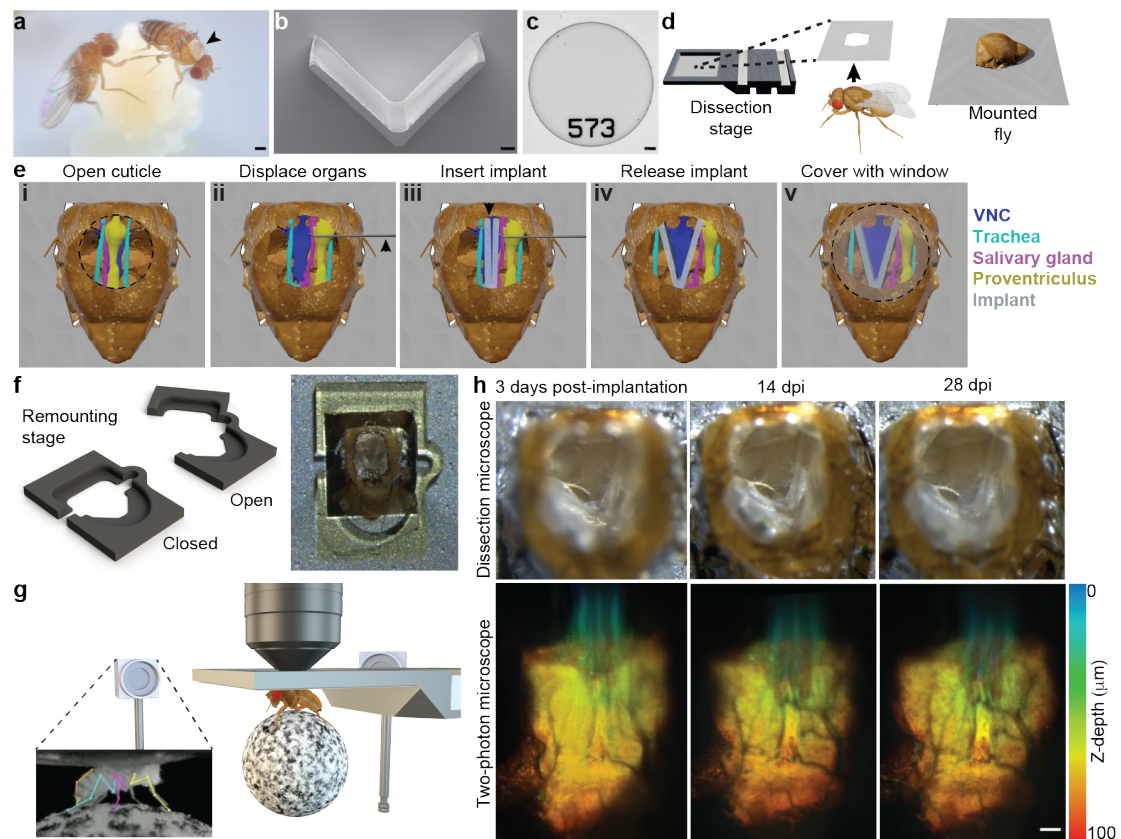 a
b
c
573
d
Dissection
stage
Mounted
fly
e
Open cuticle
Displace organs
Insert implant
Release implant
Cover with window
i
ii
iii
iv
v
VNC
Trachea
Salivary gland
Proventriculus
Implant
f
Remounting
stage
Open
Closed
g
h
3 days post-implantation
14 dpi
28 dpi
Dissection microscope
Two-photon microscope
0
Z-depth (μm)
100